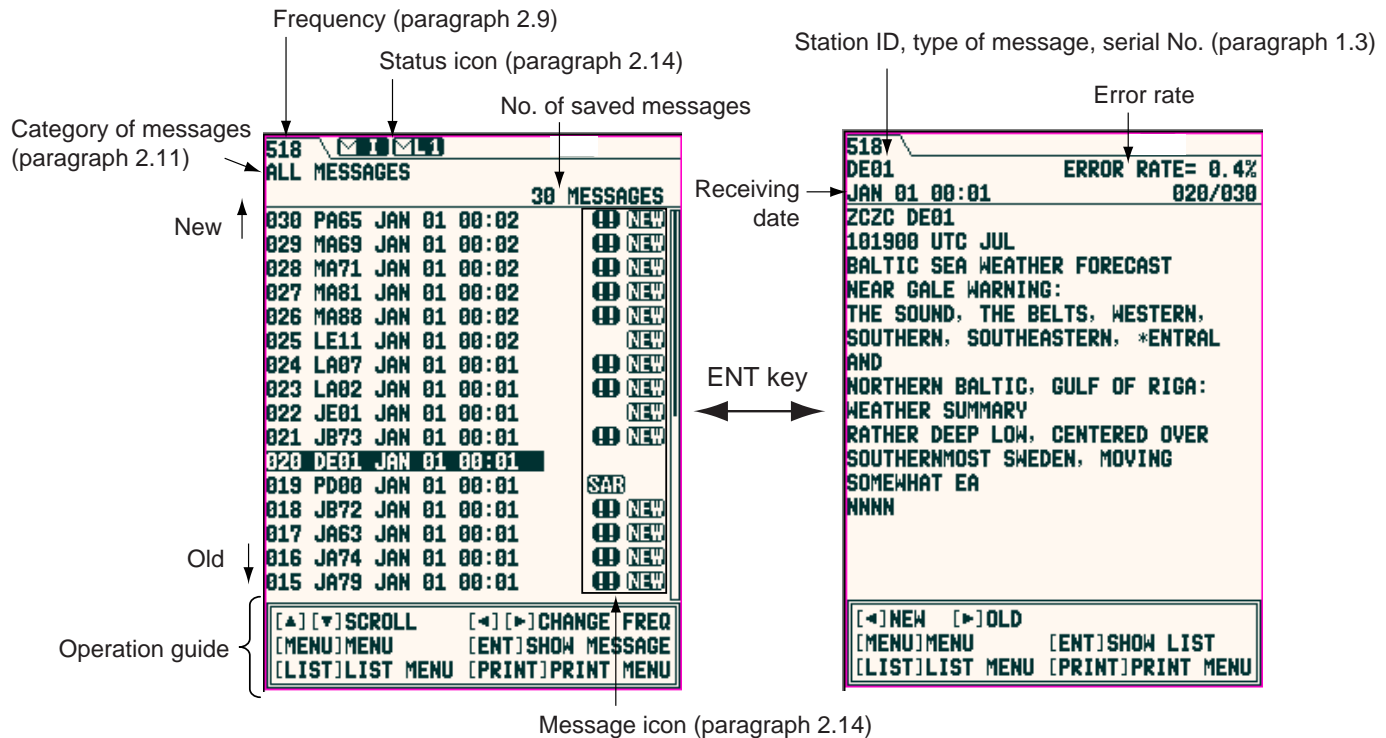 Frequency (paragraph 2.9)
Status icon (paragraph 2.14)
No. of saved messages
Category of messages
(paragraph 2.11)
New
Old
Operation guide
518 I L1
ALL MESSAGES
30 MESSAGES
030 PA65 JAN 01 00:02 !! NEW
029 MA69 JAN 01 00:02 !! NEW
028 MA71 JAN 01 00:02 !! NEW
027 MA81 JAN 01 00:02 !! NEW
026 MA88 JAN 01 00:02 !! NEW
025 LE11 JAN 01 00:02 NEW
024 LA07 JAN 01 00:01 !! NEW
023 LA02 JAN 01 00:01 !! NEW
022 JE01 JAN 01 00:01 NEW
021 JB73 JAN 01 00:01 !! NEW
020 DE01 JAN 01 00:01
019 PD00 JAN 01 00:01 SAR
018 JB72 JAN 01 00:01 !! NEW
017 JA63 JAN 01 00:01 !! NEW
016 JA74 JAN 01 00:01 !! NEW
015 JA79 JAN 01 00:01 !! NEW
[▲][▼]SCROLL [◄][►]CHANGE FREQ
[MENU]MENU [ENT]SHOW MESSAGE
[LIST]LIST MENU [PRINT]PRINT MENU
Message icon (paragraph 2.14)
ENT key
Station ID, type of message, serial No. (paragraph 1.3)
Error rate
Receiving
date
518
DE01 ERROR RATE= 0.4%
JAN 01 00:01 020/030
ZCZC DE01
101900 UTC JUL
BALTIC SEA WEATHER FORECAST
NEAR GALE WARNING:
THE SOUND, THE BELTS, WESTERN,
SOUTHERN, SOUTHEASTERN, *ENTRAL
AND
NORTHERN BALTIC, GULF OF RIGA:
WEATHER SUMMARY
RATHER DEEP LOW, CENTERED OVER
SOUTHERNMOST SWEDEN, MOVING
SOMEWHAT EA
NNNN
[◄]NEW [►]OLD
[MENU]MENU [ENT]SHOW LIST
[LIST]LIST MENU [PRINT]PRINT MENU